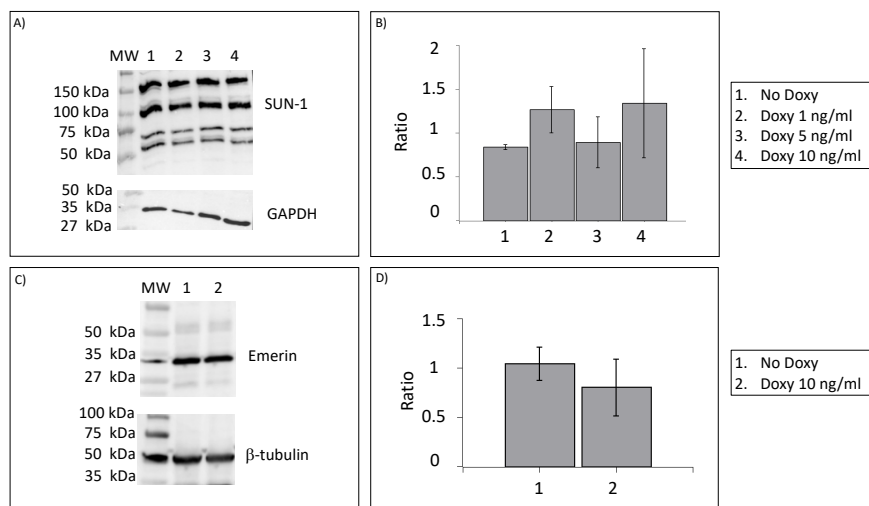 A)
MW 1 2 3 4
150 kDa
100 kDa
75 kDa
50 kDa
SUN-1
50 kDa
35 kDa
27 kDa
GAPDH
B)
Ratio
2
1.5
1
0.5
0
1 2 3 4
1. No Doxy
2. Doxy 1 ng/ml
3. Doxy 5 ng/ml
4. Doxy 10 ng/ml
C)
MW 1 2
50 kDa
35 kDa
27 kDa
Emerin
100 kDa
75 kDa
50 kDa
35 kDa
β-tubulin
D)
Ratio
1.5
1
0.5
0
1 2
1. No Doxy
2. Doxy 10 ng/ml